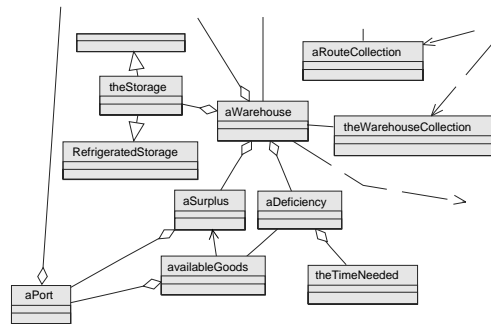 aRouteCollection
theStorage
aWarehouse
theWarehouseCollection
RefrigeratedStorage
aSurplus
aDeficiency
availableGoods
theTimeNeeded
aPort